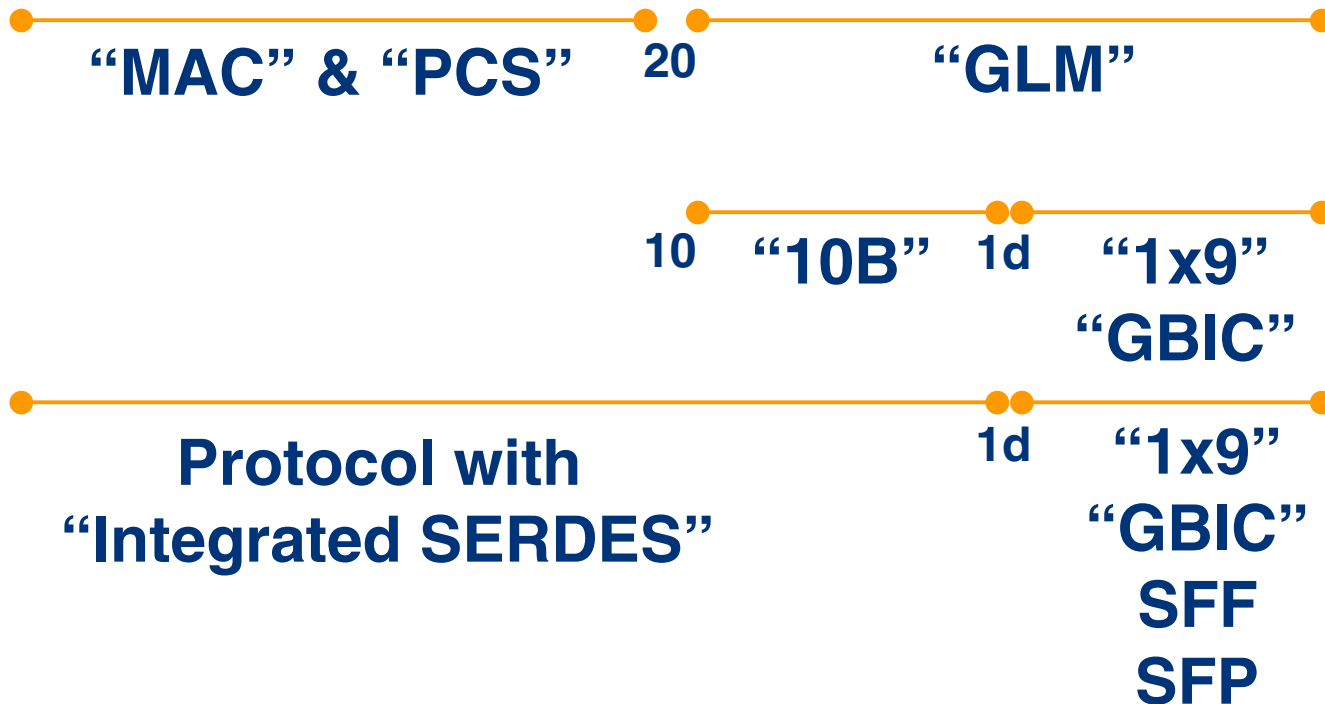 “MAC” & “PCS” 20 “GLM”
10 “10B” 1d “1x9”
“GBIC”
Protocol with 1d “1x9”
“Integrated SERDES” “GBIC”
SFF
SFP